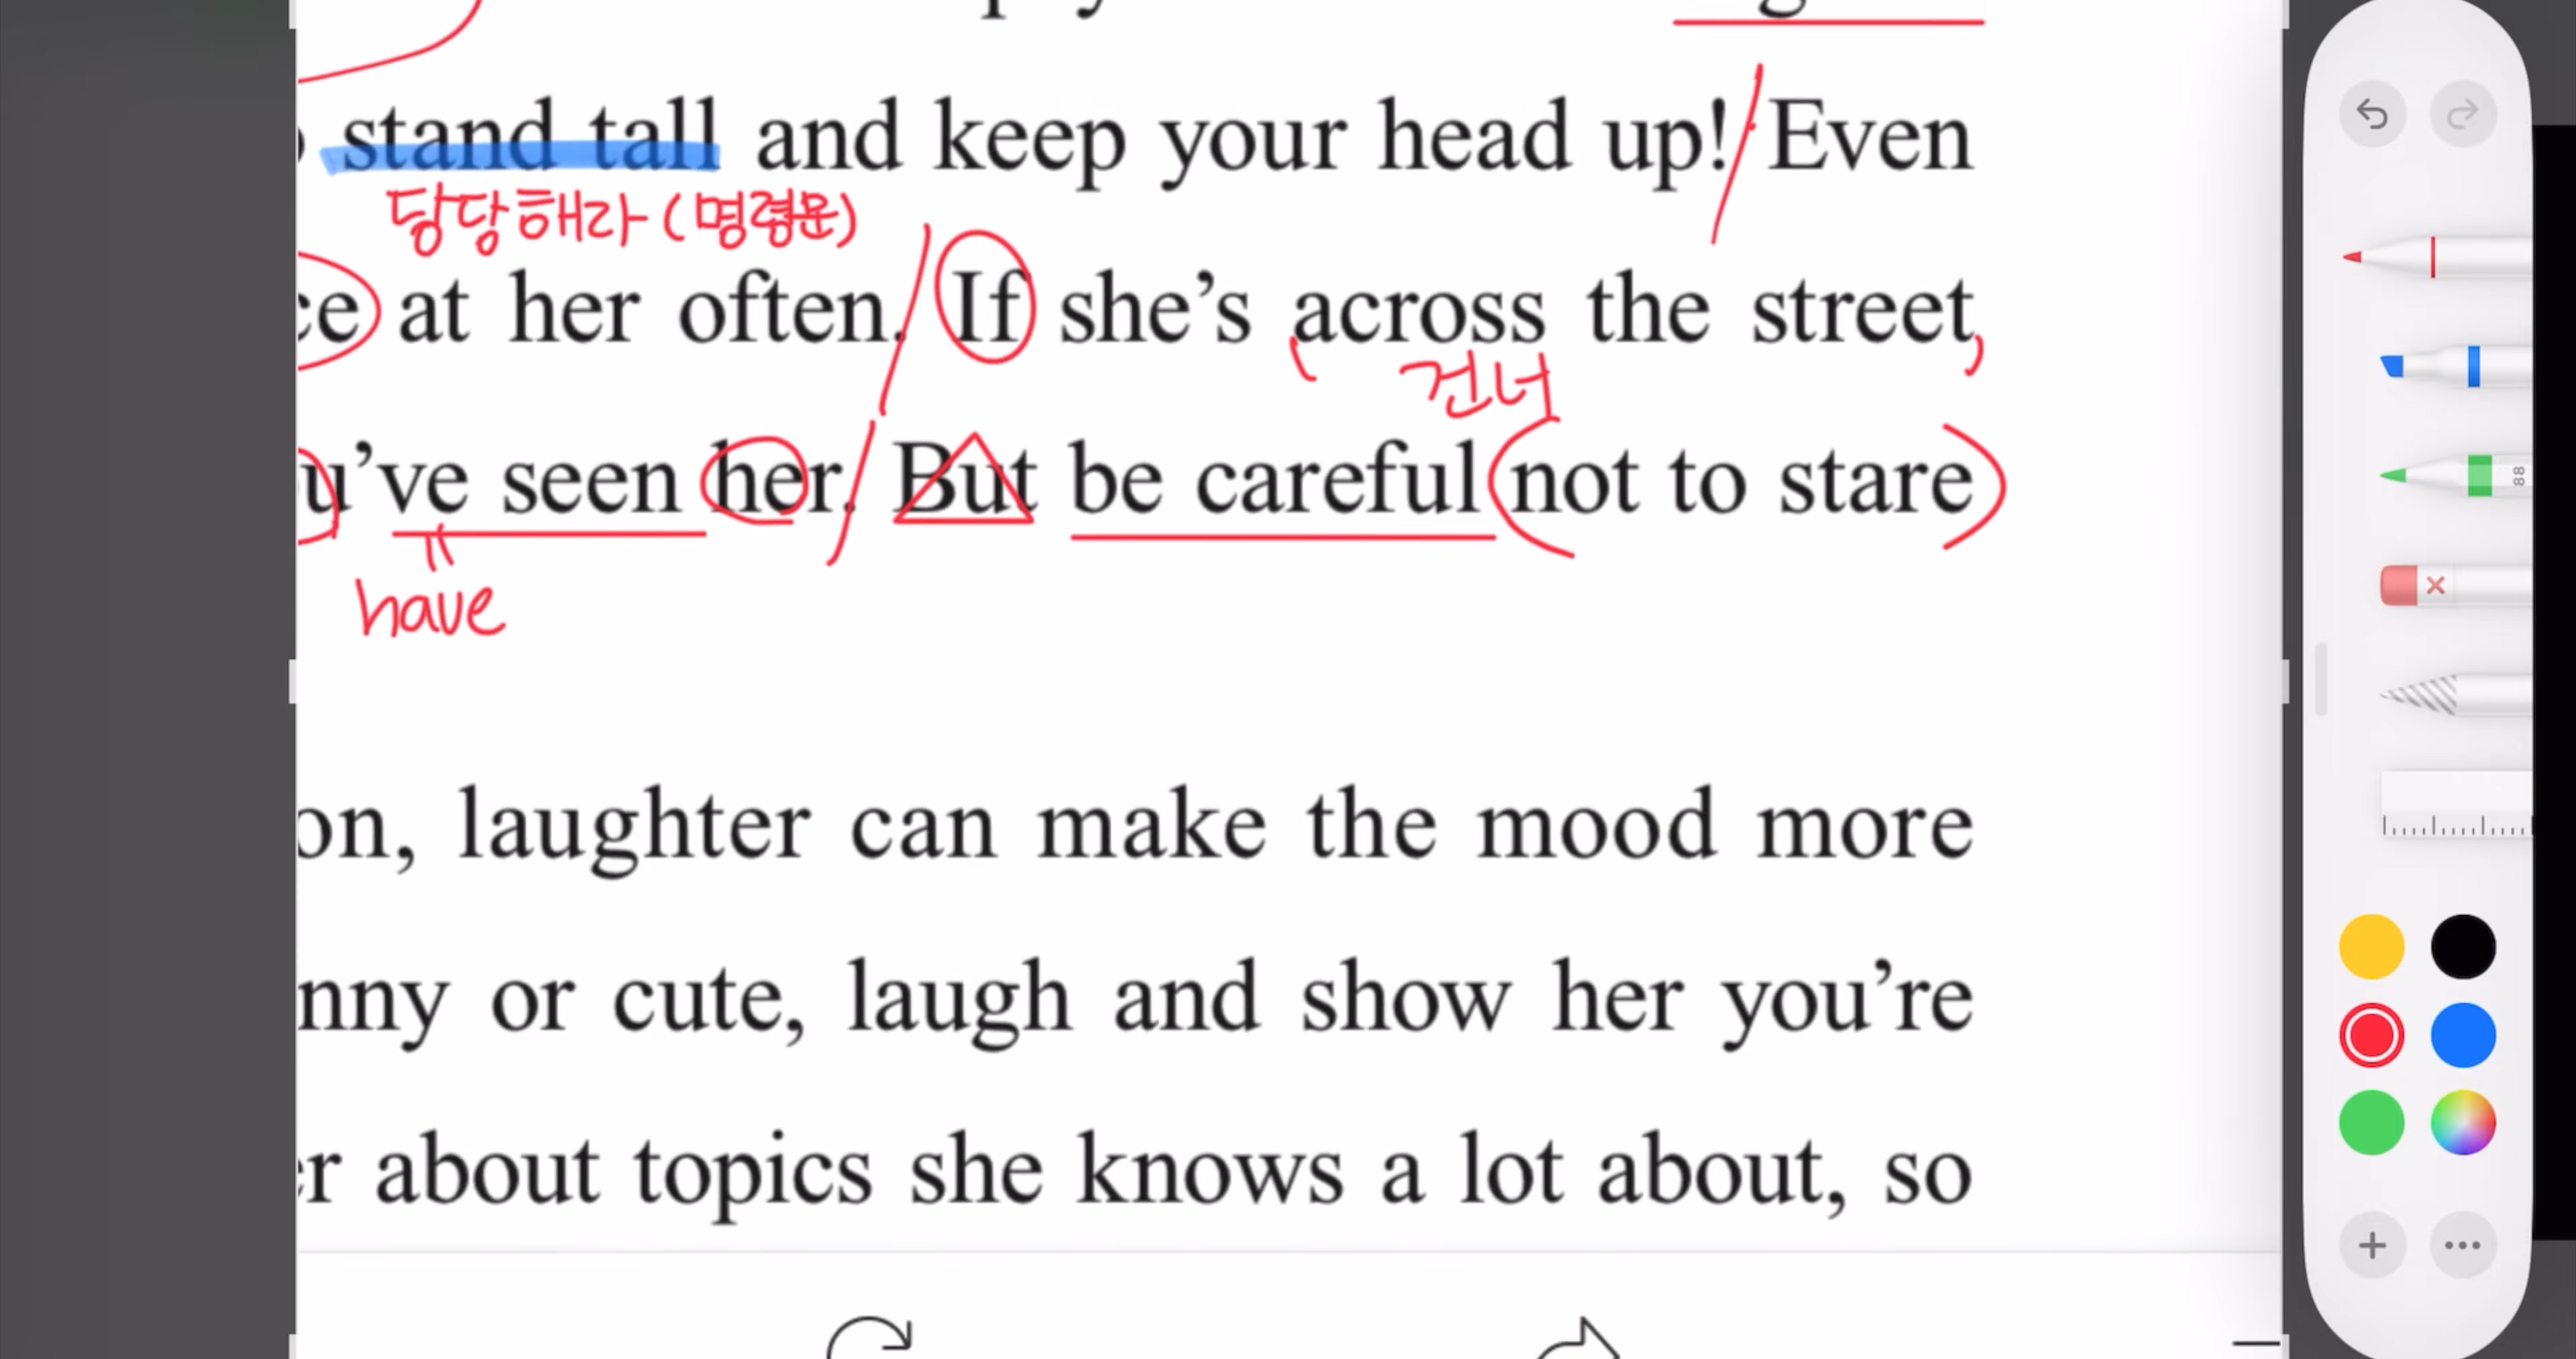 stand tall and keep your head up! Even
당당해라 (명령문)
at her often. If she's across the street,
건너
u've seen her. But be careful not to stare
have
on, laughter can make the mood more
nny or cute, laugh and show her you're
er about topics she knows a lot about, so
88